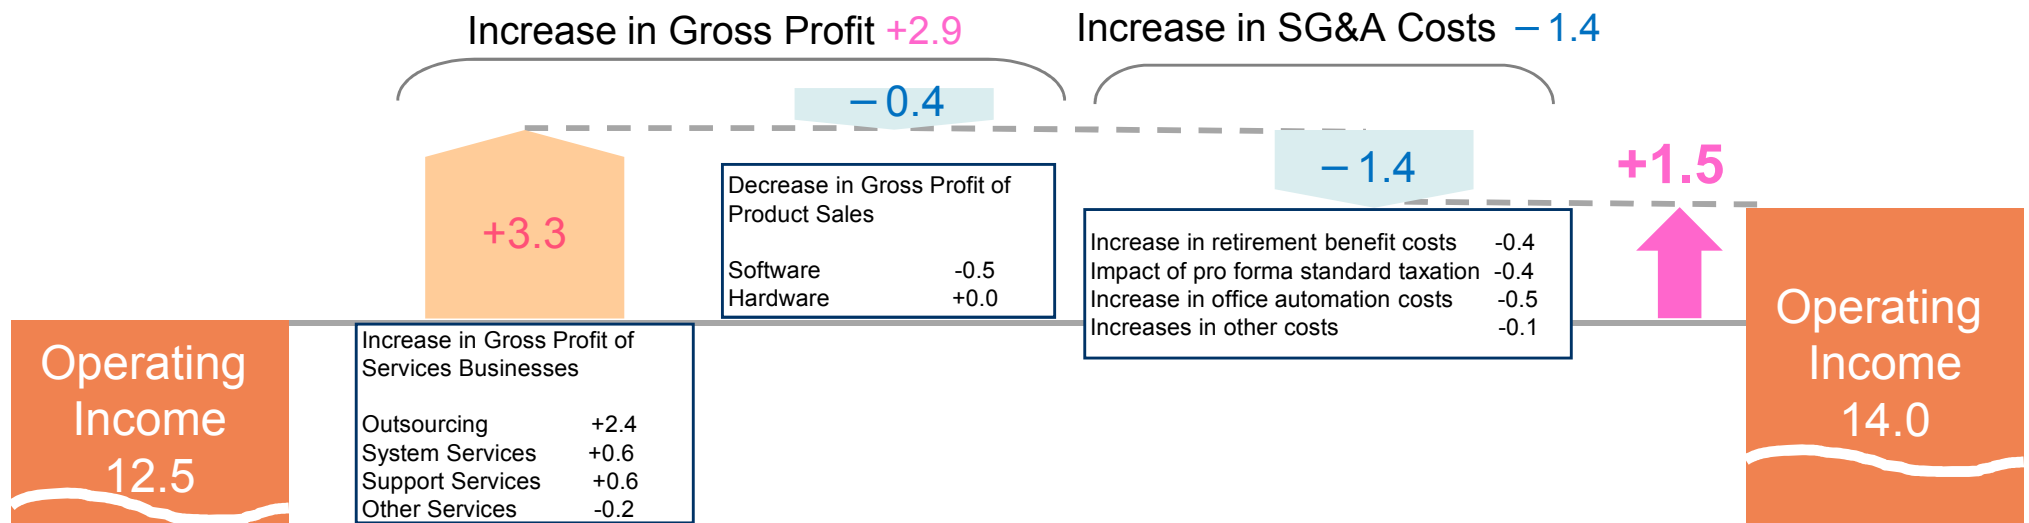 Increase in Gross Profit +2.9
Increase in SG&A Costs －1.4
－0.4
+3.3
Decrease in Gross Profit of
Product Sales
Software -0.5
Hardware +0.0
－1.4
+1.5
Increase in retirement benefit costs -0.4
Impact of pro forma standard taxation -0.4
Increase in office automation costs -0.5
Increases in other costs -0.1
Operating
Income
12.5
Increase in Gross Profit of
Services Businesses
Outsourcing +2.4
System Services +0.6
Support Services +0.6
Other Services -0.2
Operating
Income
14.0